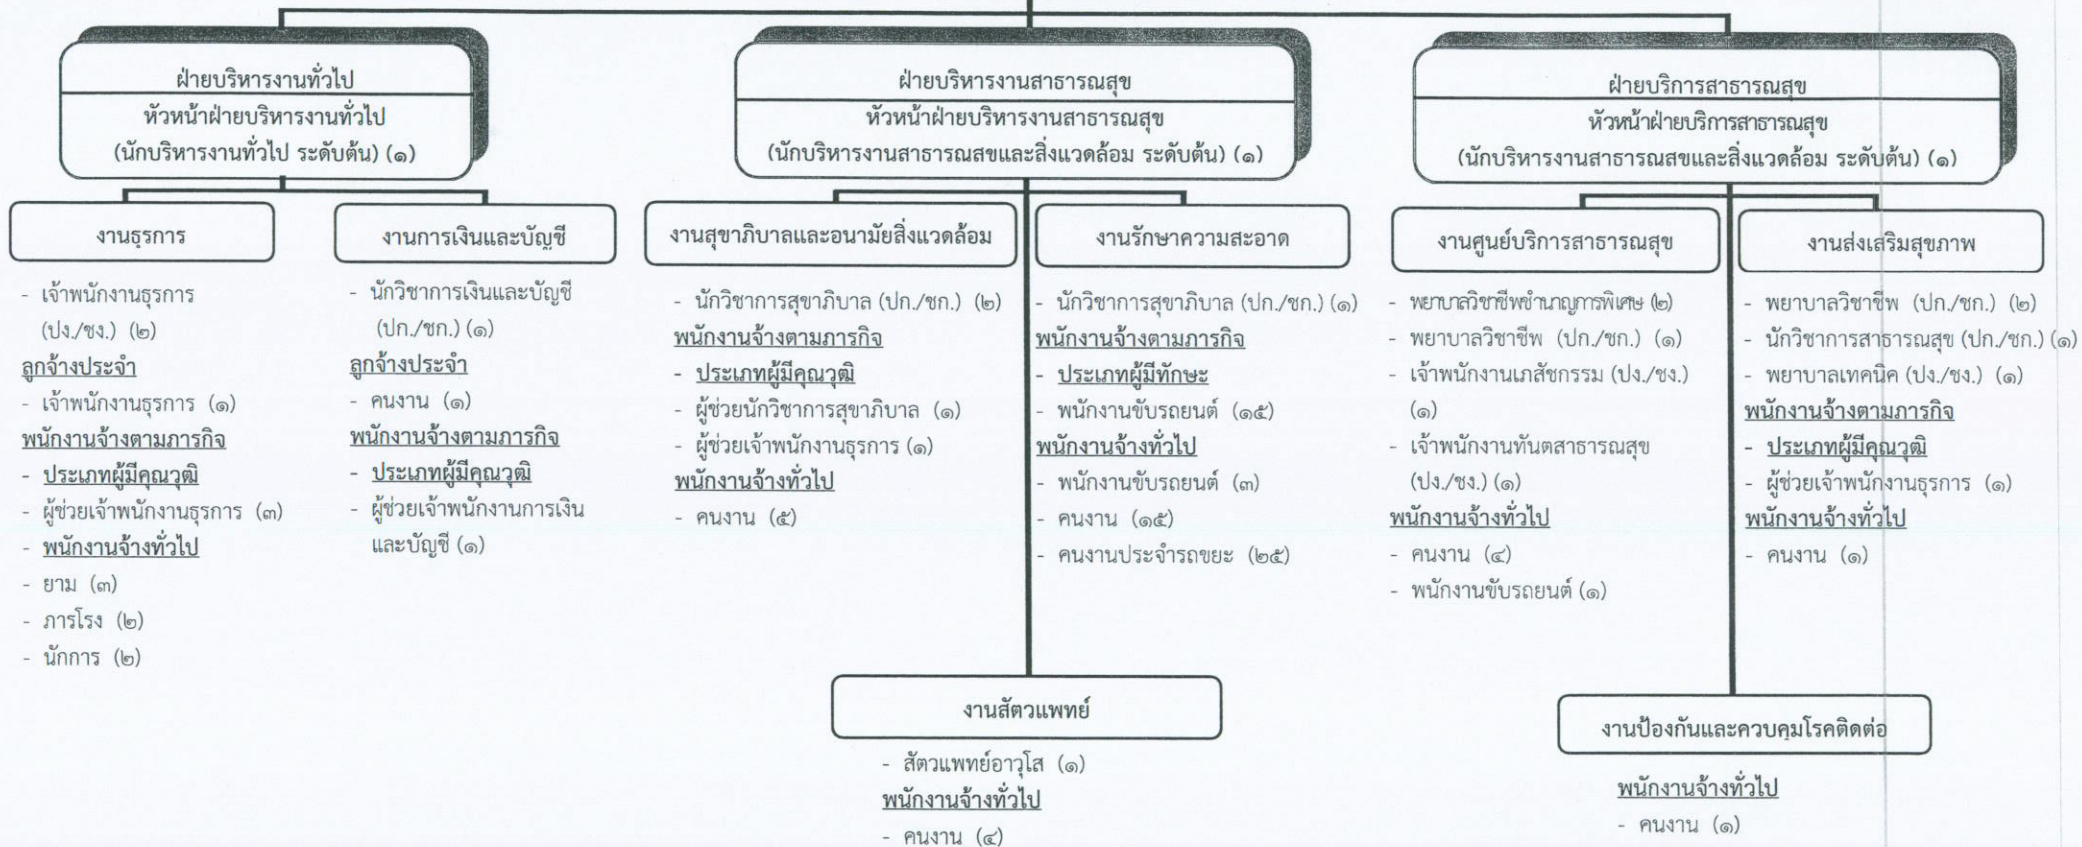 ฝ่ายบริหารงานทั่วไป
หัวหน้าฝ่ายบริหารงานทั่วไป
(นักบริหารงานทั่วไป ระดับต้น) (๑)
งานธุรการ
- เจ้าพนักงานธุรการ
(ปง./ชง.) (๒)
ลูกจ้างประจำ
- เจ้าพนักงานธุรการ (๑)
พนักงานจ้างตามภารกิจ
- ประเภทผู้มีคุณวุฒิ
- ผู้ช่วยเจ้าพนักงานธุรการ (๓)
- พนักงานจ้างทั่วไป
- ยาม (๓)
- ภารโรง (๒)
- นักการ (๒)
งานการเงินและบัญชี
- นักวิชาการเงินและบัญชี
(ปก./ชก.) (๑)
ลูกจ้างประจำ
- คนงาน (๑)
พนักงานจ้างตามภารกิจ
- ประเภทผู้มีคุณวุฒิ
- ผู้ช่วยเจ้าพนักงานการเงิน
และบัญชี (๑)
ฝ่ายบริหารงานสาธารณสุข
หัวหน้าฝ่ายบริหารงานสาธารณสุข
(นักบริหารงานสาธารณสขและสิ่งแวดล้อม ระดับต้น) (๑)
งานสุขาภิบาลและอนามัยสิ่งแวดล้อม
- นักวิชาการสุขาภิบาล (ปก./ชก.) (๒)
พนักงานจ้างตามภารกิจ
- ประเภทผู้มีคุณวุฒิ
- ผู้ช่วยนักวิชาการสุขาภิบาล (๑)
- ผู้ช่วยเจ้าพนักงานธุรการ (๑)
พนักงานจ้างทั่วไป
- คนงาน (๕)
งานรักษาความสะอาด
- นักวิชาการสุขาภิบาล (ปก./ชก.) (๑)
พนักงานจ้างตามภารกิจ
- ประเภทผู้มีทักษะ
- พนักงานขับรถยนต์ (๑๕)
พนักงานจ้างทั่วไป
- พนักงานขับรถยนต์ (๓)
- คนงาน (๑๕)
- คนงานประจำรถขยะ (๒๕)
งานสัตวแพทย์
- สัตวแพทย์อาวุโส (๑)
พนักงานจ้างทั่วไป
- คนงาน (๔)
ฝ่ายบริการสาธารณสุข
หัวหน้าฝ่ายบริการสาธารณสุข
(นักบริหารงานสาธารณสขและสิ่งแวดล้อม ระดับต้น) (๑)
งานศูนย์บริการสาธารณสุข
- พยาบาลวิชาชีพชำนาญการพิเศษ (๒)
- พยาบาลวิชาชีพ (ปก./ชก.) (๑)
- เจ้าพนักงานเภสัชกรรม (ปง./ชง.)
(๑)
- เจ้าพนักงานทันตสาธารณสุข
(ปง./ชง.) (๑)
พนักงานจ้างทั่วไป
- คนงาน (๔)
- พนักงานขับรถยนต์ (๑)
งานส่งเสริมสุขภาพ
- พยาบาลวิชาชีพ (ปก./ชก.) (๒)
- นักวิชาการสาธารณสุข (ปก./ชก.) (๑)
- พยาบาลเทคนิค (ปง./ชง.) (๑)
พนักงานจ้างตามภารกิจ
- ประเภทผู้มีคุณวุฒิ
- ผู้ช่วยเจ้าพนักงานธุรการ (๑)
พนักงานจ้างทั่วไป
- คนงาน (๑)
งานป้องกันและควบคุมโรคติดต่อ
พนักงานจ้างทั่วไป
- คนงาน (๑)